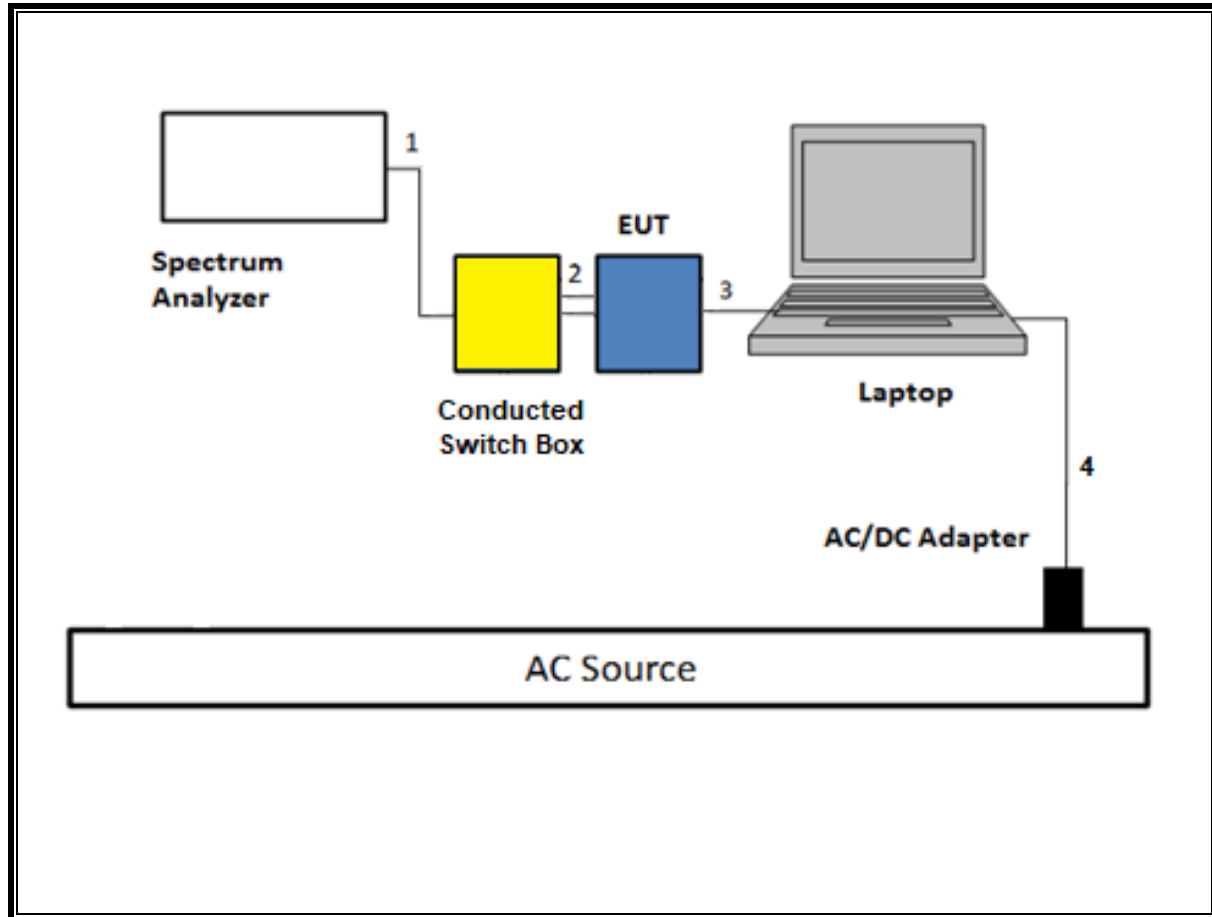 1
Spectrum
Analyzer
Conducted
Switch Box
2
EUT
3
Laptop
4
AC/DC Adapter
AC Source